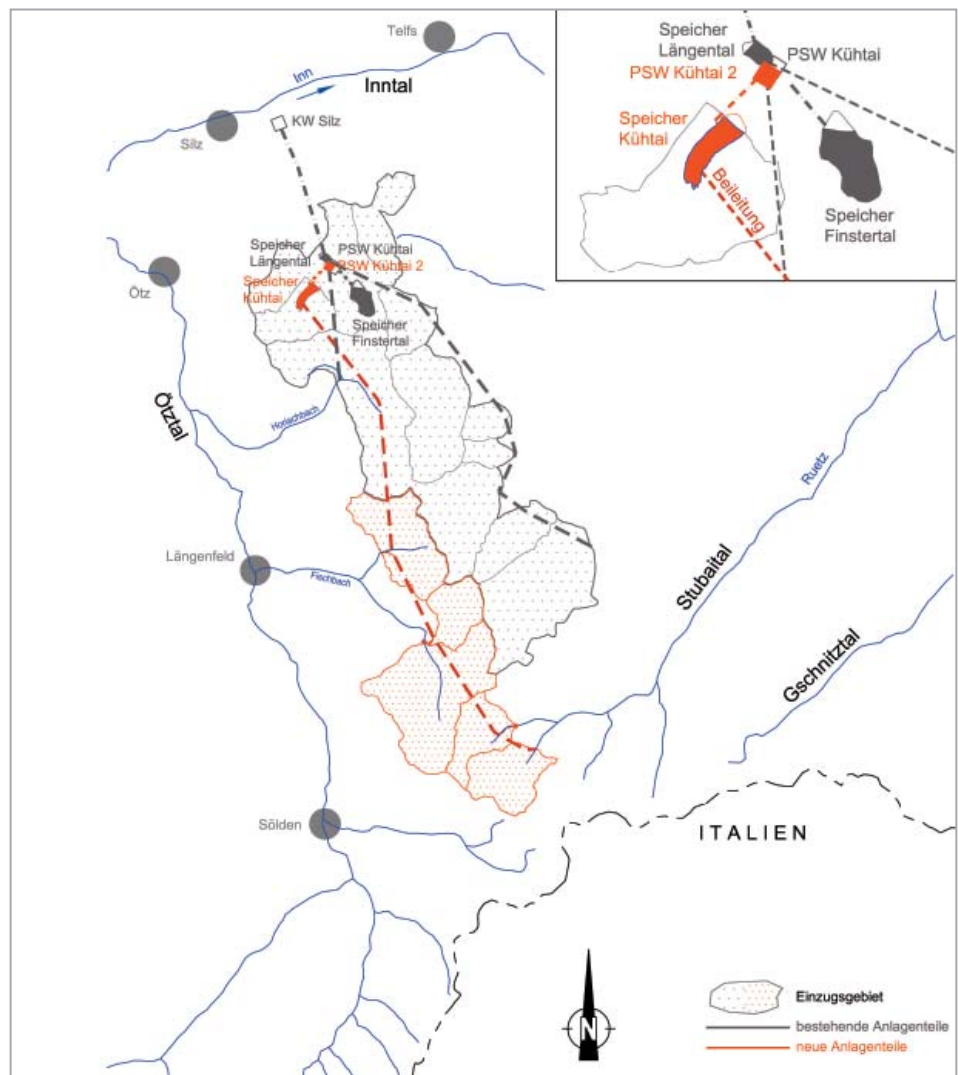 Telfs
Inn
Inntal
KW Silz
Silz
Speicher
Längental
PSW Kühtai
PSW Kühtai 2
Speicher
Kühtai
Beileitung
Speicher
Finstertal
Speicher
Längental
PSW Kühtai
PSW Kühtai 2
Speicher
Kühtai
Speicher
Finstertal
Ötz
Ötztal
Horlachbach
Längenfeld
Fischbach
Ruetz
Stubaital
Gschnitztal
Sölden
ITALIEN
N
Einzugsgebiet
bestehende Anlagenteile
neue Anlagenteile